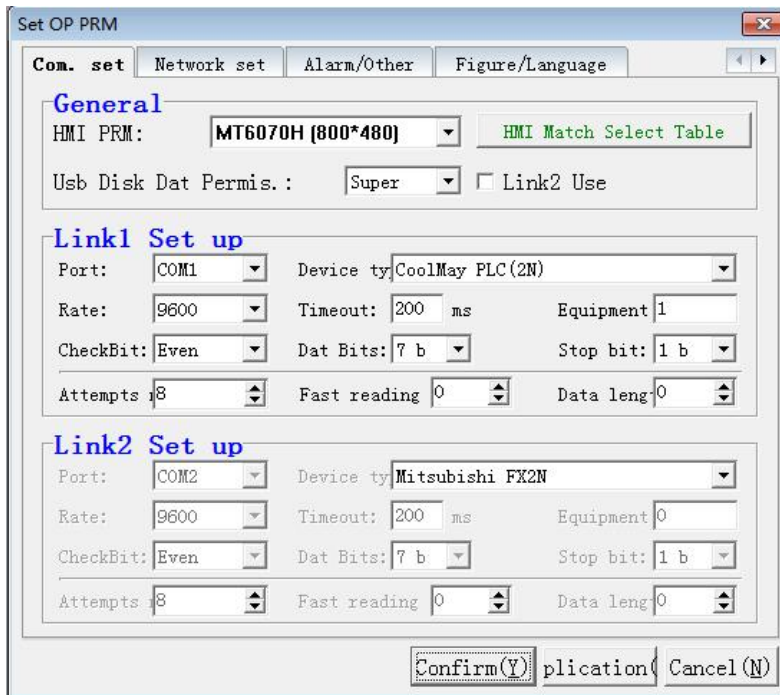 Set OP PRM
Com. set Network set Alarm/Other Figure/Language
General
HMI PRM: MT6070H (800*480) HMI Match Select Table
Usb Disk Dat Permis.: Super Link2 Use
Link1 Set up
Port: COM1 Device ty CoolMay PLC(2N)
Rate: 9600 Timeout: 200 ms Equipment 1
CheckBit: Even Dat Bits: 7 b Stop bit: 1 b
Attempts 8 Fast reading 0 Data leng 0
Link2 Set up
Port: COM2 Device ty Mitsubishi FX2N
Rate: 9600 Timeout: 200 ms Equipment 0
CheckBit: Even Dat Bits: 7 b Stop bit: 1 b
Attempts 8 Fast reading 0 Data leng 0
Confirm(Y) plication( Cancel(N)